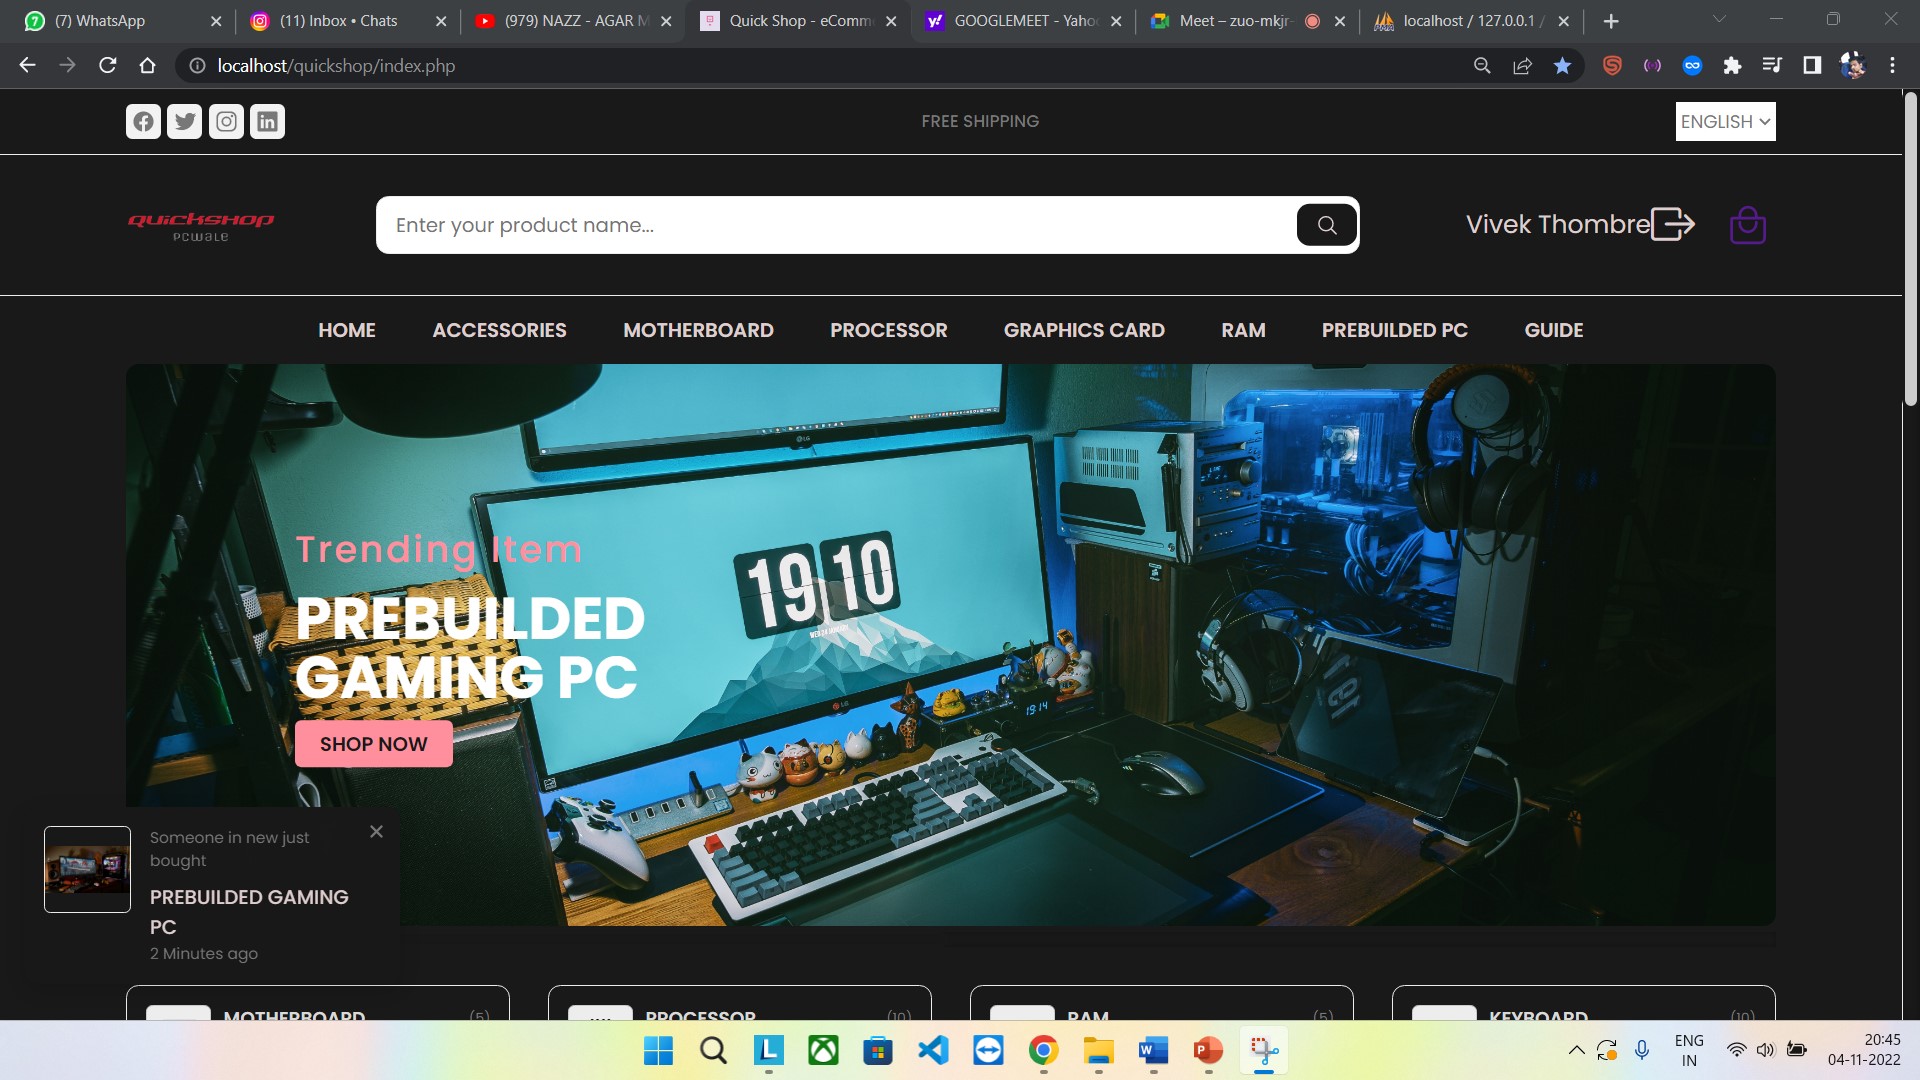 (7) WhatsApp
(11) Inbox • Chats
(979) NAZZ - AGAR M
Quick Shop - eComm
GOOGLEMEET - Yaho
Meet – zuo-mkjr-
localhost / 127.0.0.1 /
localhost/quickshop/index.php
FREE SHIPPING
ENGLISH
QUICKSHOP
PCWALE
Enter your product name...
Vivek Thombre
HOME
ACCESSORIES
MOTHERBOARD
PROCESSOR
GRAPHICS CARD
RAM
PREBUILDED PC
GUIDE
LG
19 10
Trending Item
PREBUILDED
GAMING PC
SHOP NOW
LG
19:14
Someone in new just
bought
PREBUILDED GAMING
PC
2 Minutes ago
MOTHERBOARD
(5)
PROCESSOR
(10)
RAM
(5)
KEYBOARD
(10)
ENG
IN
20:45
04-11-2022